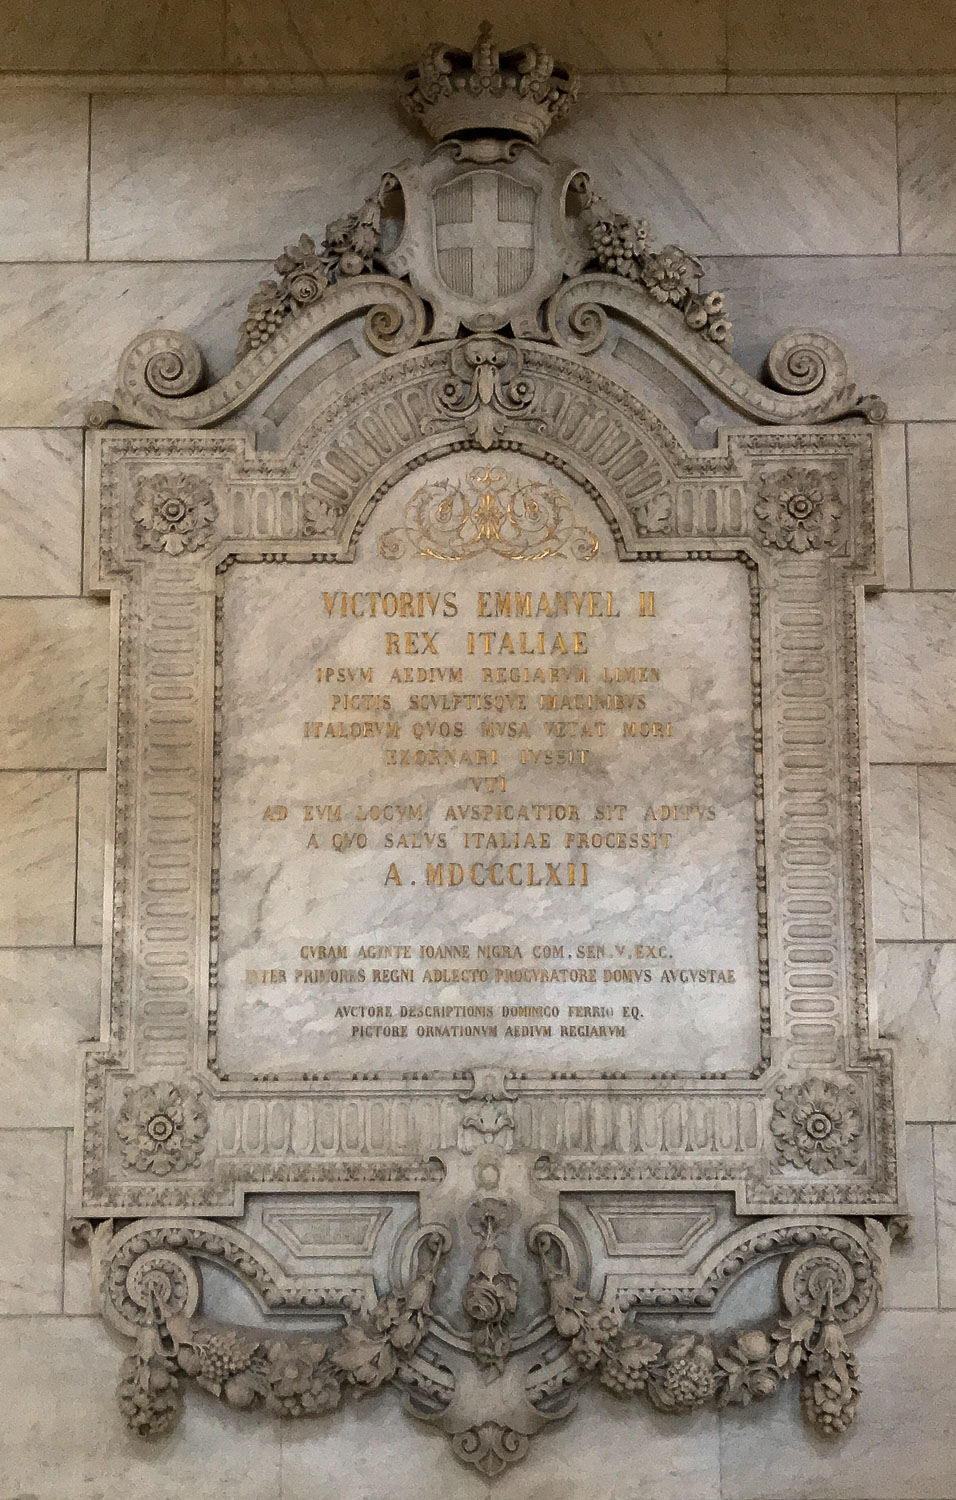 VICTORIVS EMMANVEL II
REX ITALIAE
IPSVM AEDIVM REGIARVM LIMEN
PICTIS SCVLPTISQVE IMAGINIBVS
ITALORVM QVOS MVSA VETAT MORI
EXORNARI IVSSIT
VTI
AD EVM LOCVM AVSPICATIOR SIT ADITVS
A QVO SALVS ITALIAE PROCESSIT
A. MDCCCLXII
CVRAM AGENTE IOANNE NIGRA COM. SEN. V. EXC.
INTER PRIMORES REGNI ADLECTO PROCVRATORE DOMVS AVGVSTAE
AVCTORE DESCRIPTIONIS DOMINICO FERRIO EQ.
PICTORE ORNATIONVM AEDIVM REGIARVM